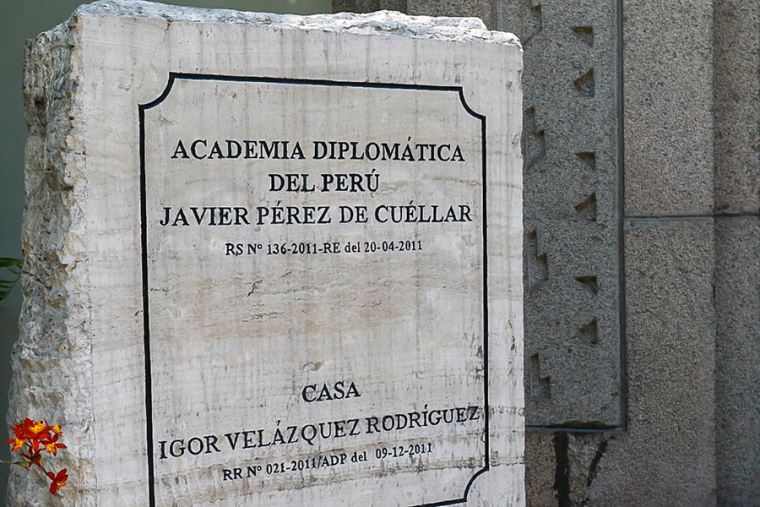 ACADEMIA DIPLOMÁTICA
DEL PERÚ
JAVIER PÉREZ DE CUÉLLAR
RS N° 136-2011-RE del 20-04-2011
CASA
IGOR VELÁZQUEZ RODRÍGUEZ
RR N° 021-2011/ADP del 09-12-2011